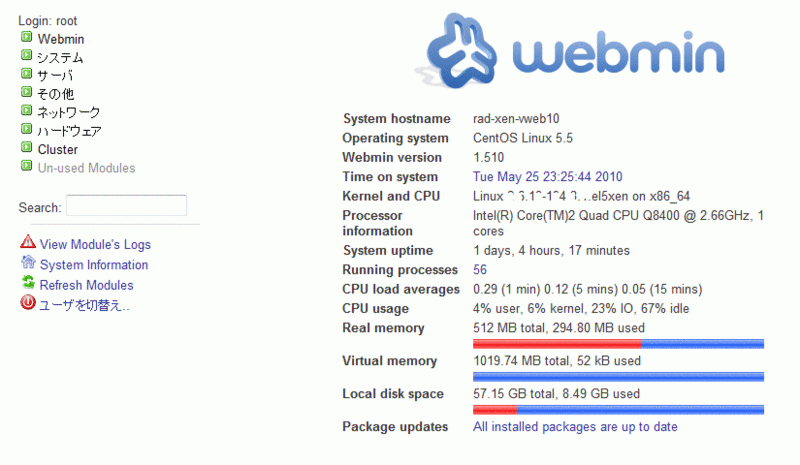 Login: root
Webmin
システム
サーバ
その他
ネットワーク
ハードウェア
Cluster
Un-used Modules
Search:
View Module's Logs
System Information
Refresh Modules
ユーザを切替え..
webmin
System hostname rad-xen-vweb10
Operating system CentOS Linux 5.5
Webmin version 1.510
Time on system Tue May 25 23:25:44 2010
Kernel and CPU Linux on x86_64
Processor information Intel(R) Core(TM)2 Quad CPU Q8400 @ 2.66GHz, 1
cores
System uptime 1 days, 4 hours, 17 minutes
Running processes 56
CPU load averages 0.29 (1 min) 0.12 (5 mins) 0.05 (15 mins)
CPU usage 4% user, 6% kernel, 23% IO, 67% idle
Real memory 512 MB total, 294.80 MB used
Virtual memory 1019.74 MB total, 52 kB used
Local disk space 57.15 GB total, 8.49 GB used
Package updates All installed packages are up to date